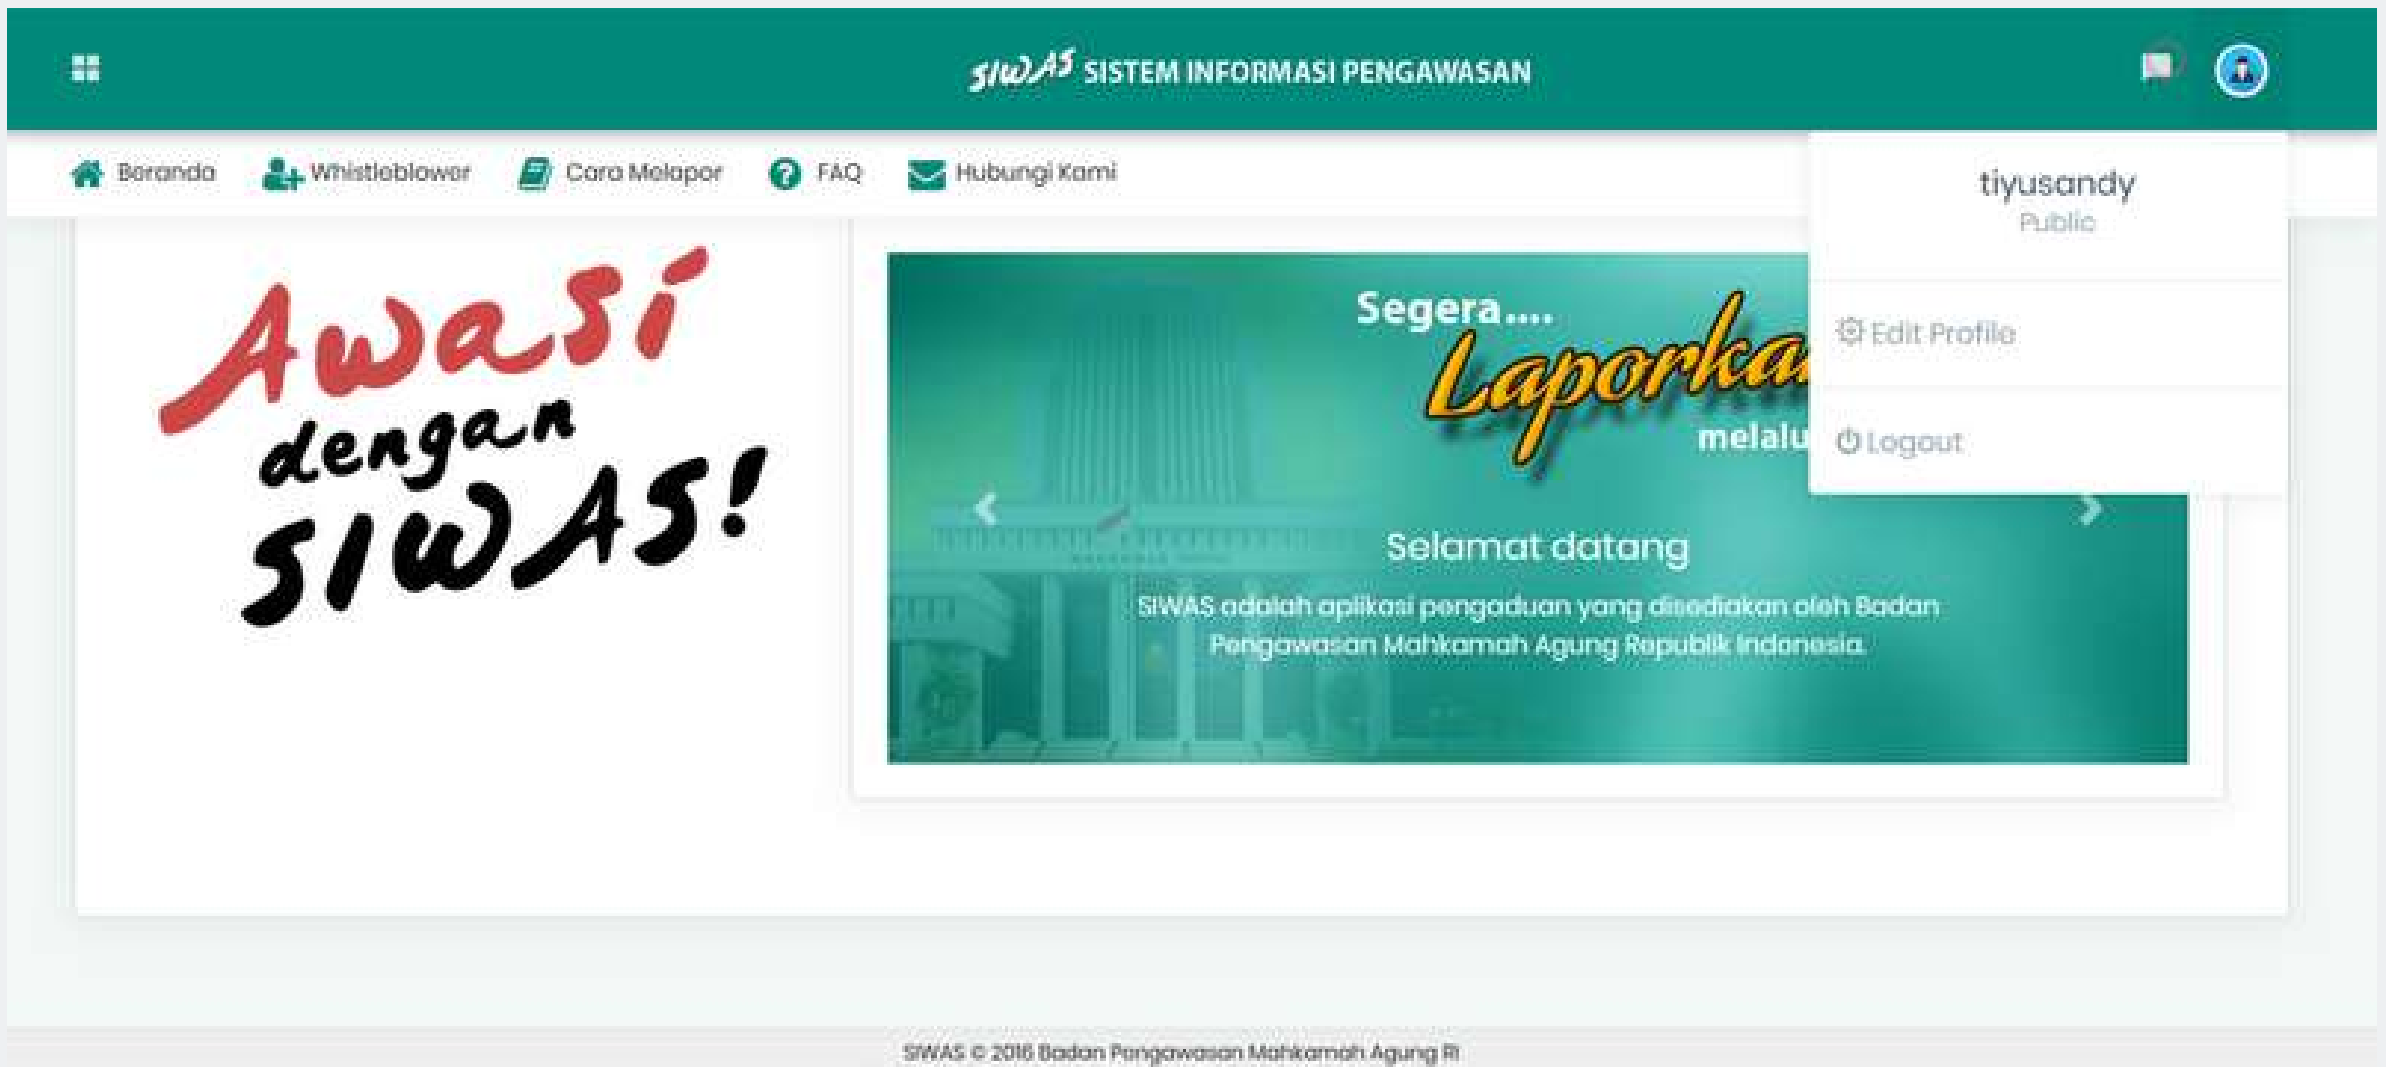 SIWAS SISTEM INFORMASI PENGAWASAN
Beranda Whistleblower Cara Melapor FAQ Hubungi Kami
tiyusandy
Public
Edit Profile
Logout
Awasi
dengan
SIWAS!
Segera....
Laporka
melalu
Selamat datang
SIWAS adalah aplikasi pengaduan yang disediakan oleh Badan
Pengawasan Mahkamah Agung Republik Indonesia.
SIWAS © 2016 Badan Pengawasan Mahkamah Agung RI